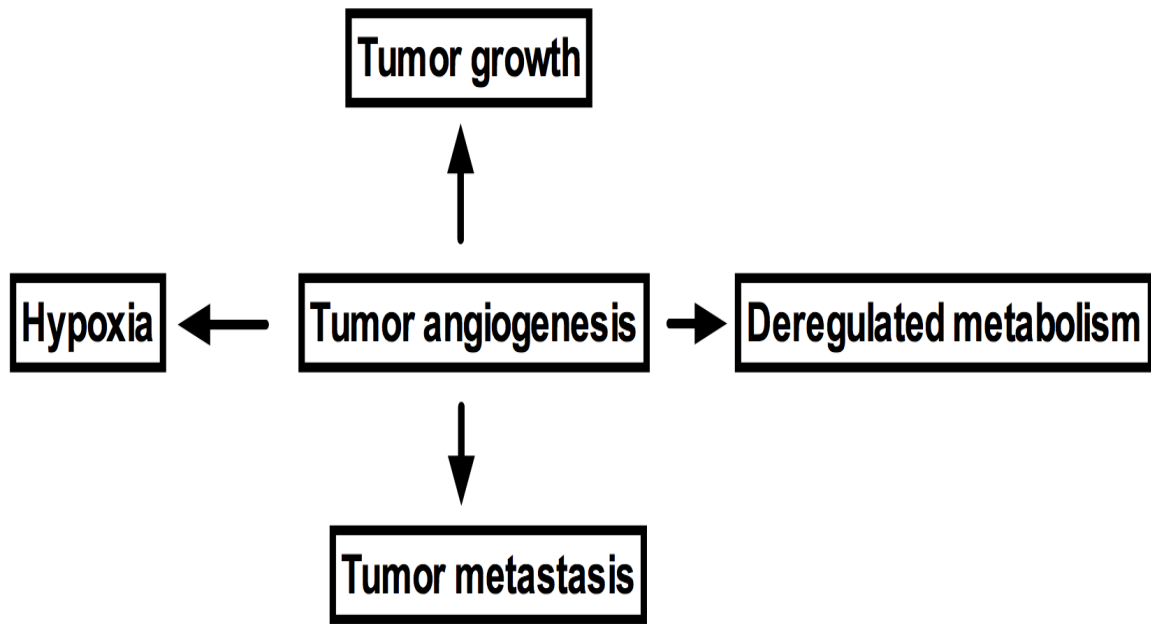 Tumor growth
Hypoxia
Tumor angiogenesis
Deregulated metabolism
Tumor metastasis